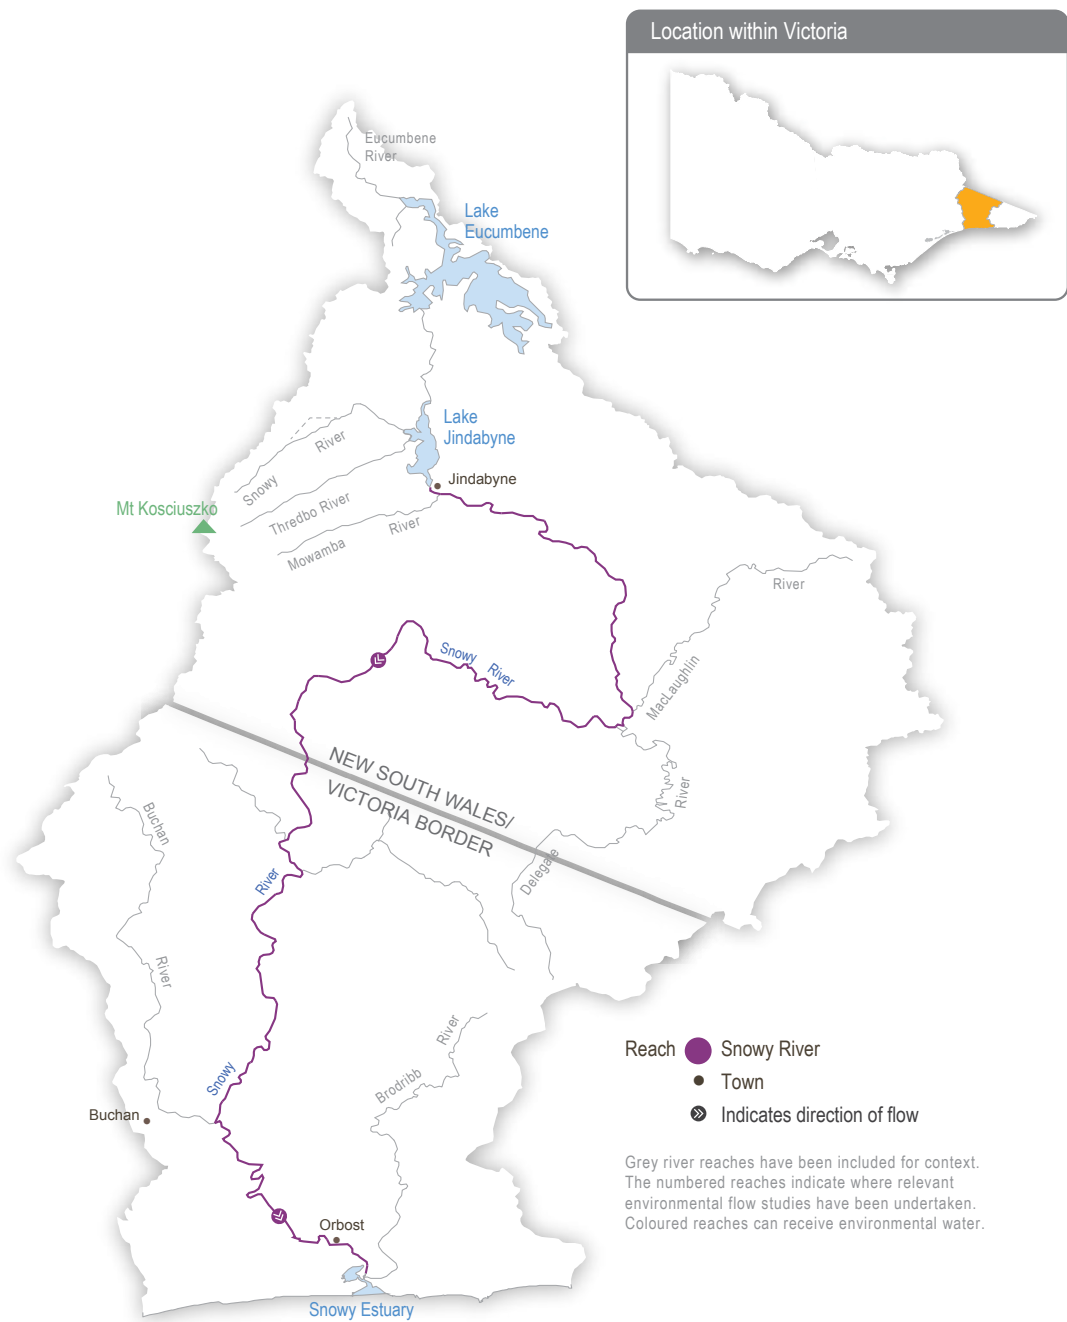 Location within Victoria
Eucumbene
River
Lake
Eucumbene
Lake
Jindabyne
Jindabyne
Snowy
River
Thredbo River
Mowamba
River
Mt Kosciuszko
River
MacLaughlin
Snowy River
NEW SOUTH WALES/
VICTORIA BORDER
River
Delegate
Buchan
River
River
Snowy
River
Brodribb
Buchan
Orbost
Snowy Estuary
Reach Snowy River
Town
Indicates direction of flow
Grey river reaches have been included for context.
The numbered reaches indicate where relevant
environmental flow studies have been undertaken.
Coloured reaches can receive environmental water.